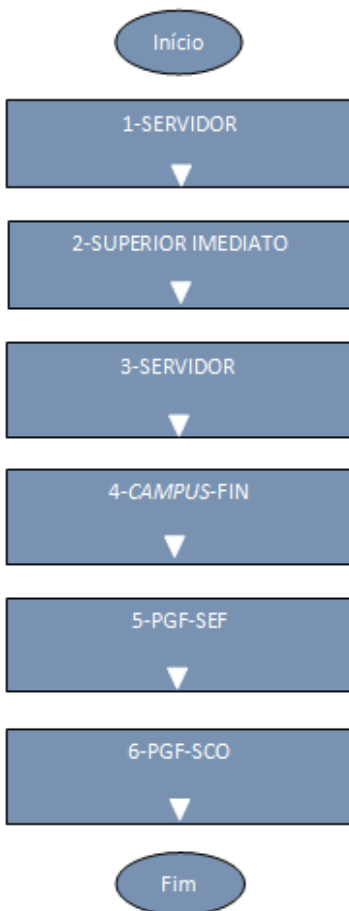 Início
1-SERVIDOR
2-SUPERIOR IMEDIATO
3-SERVIDOR
4-CAMPUS-FIN
5-PGF-SEF
6-PGF-SCO
Fim